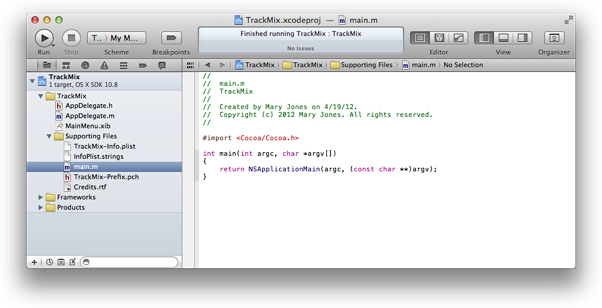 TrackMix.xcodeproj — main.m
Run
Stop
T... › My M...
Scheme
Breakpoints
Finished running TrackMix : TrackMix
No Issues
Editor
View
Organizer
TrackMix
1 target, OS X SDK 10.8
TrackMix
AppDelegate.h
AppDelegate.m
MainMenu.xib
Supporting Files
TrackMix-Info.plist
InfoPlist.strings
main.m
TrackMix-Prefix.pch
Credits.rtf
Frameworks
Products
TrackMix › TrackMix › Supporting Files › main.m › No Selection
//
//  main.m
//  TrackMix
//
//  Created by Mary Jones on 4/19/12.
//  Copyright (c) 2012 Mary Jones. All rights reserved.
//
#import <Cocoa/Cocoa.h>
int main(int argc, char *argv[])
{
    return NSApplicationMain(argc, (const char **)argv);
}